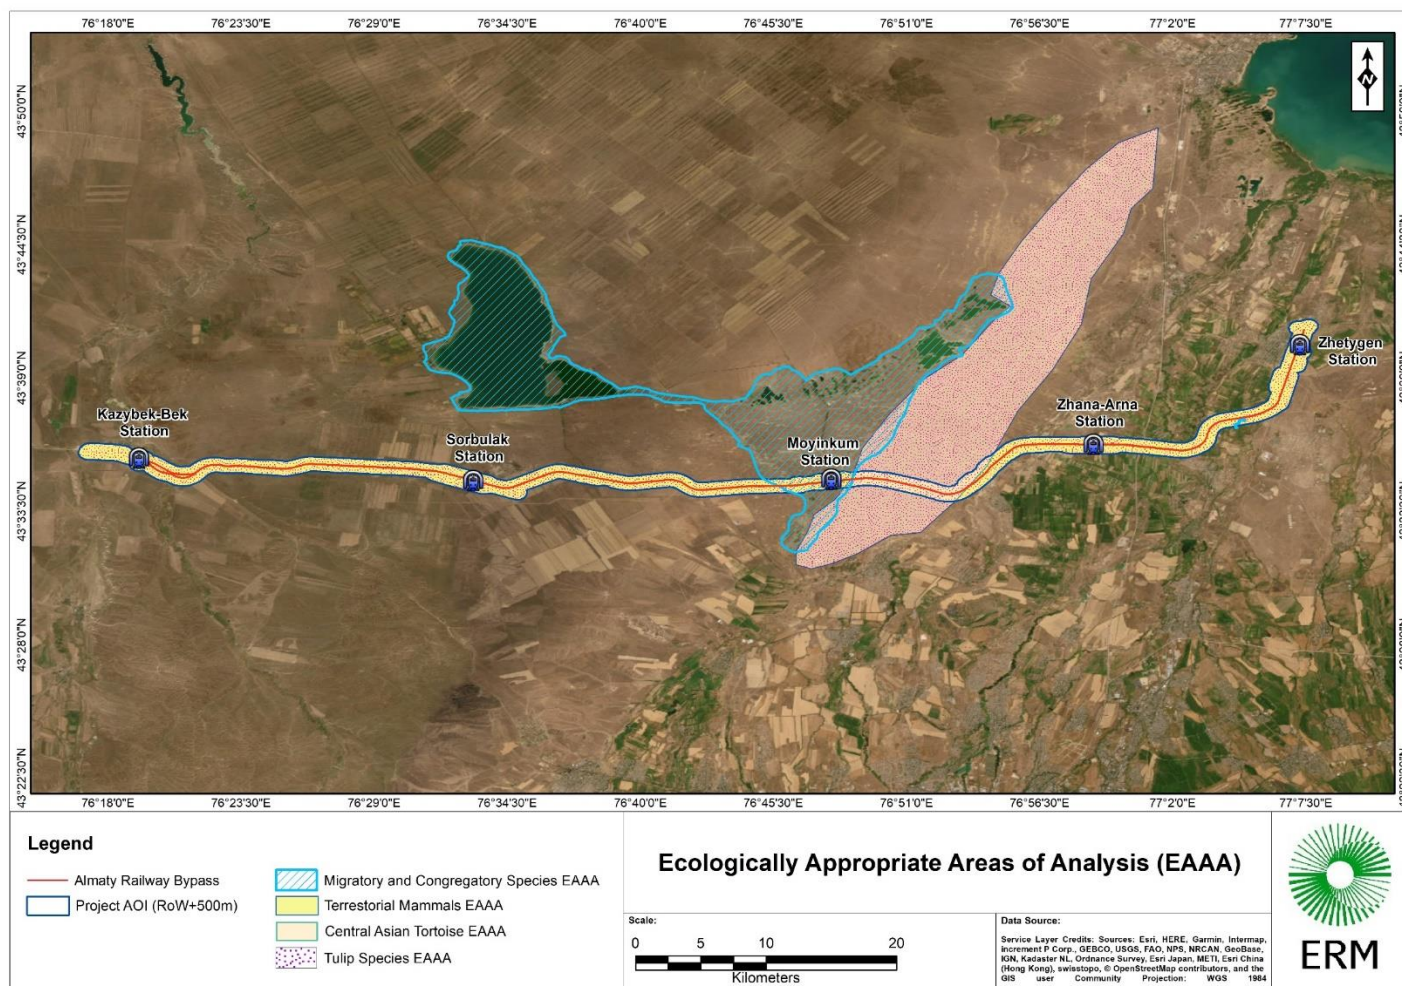 76°18'0"E 76°23'30"E 76°29'0"E 76°34'30"E 76°40'0"E 76°45'30"E 76°51'0"E 76°56'30"E 77°2'0"E 77°7'30"E
N
43°50'0"N
43°44'30"N
43°39'0"N
43°33'30"N
43°28'0"N
43°22'30"N
Kazybek-Bek
Station
Sorbulak
Station
Moyinkum
Station
Zhana-Arna
Station
Zhetygen
Station
76°18'0"E 76°23'30"E 76°29'0"E 76°34'30"E 76°40'0"E 76°45'30"E 76°51'0"E 76°56'30"E 77°2'0"E 77°7'30"E
Legend
Almaty Railway Bypass
Project AOI (RoW+500m)
Migratory and Congregatory Species EAAA
Terrestorial Mammals EAAA
Central Asian Tortoise EAAA
Tulip Species EAAA
Ecologically Appropriate Areas of Analysis (EAAA)
Scale:
0 5 10 20
Kilometers
Data Source:
Service Layer Credits: Sources: Esri, HERE, Garmin, Intermap,
increment P Corp., GEBCO, USGS, FAO, NPS, NRCAN, GeoBase,
IGN, Kadaster NL, Ordnance Survey, Esri Japan, METI, Esri China
(Hong Kong), swisstopo, © OpenStreetMap contributors, and the
GIS user Community Projection: WGS 1984
ERM